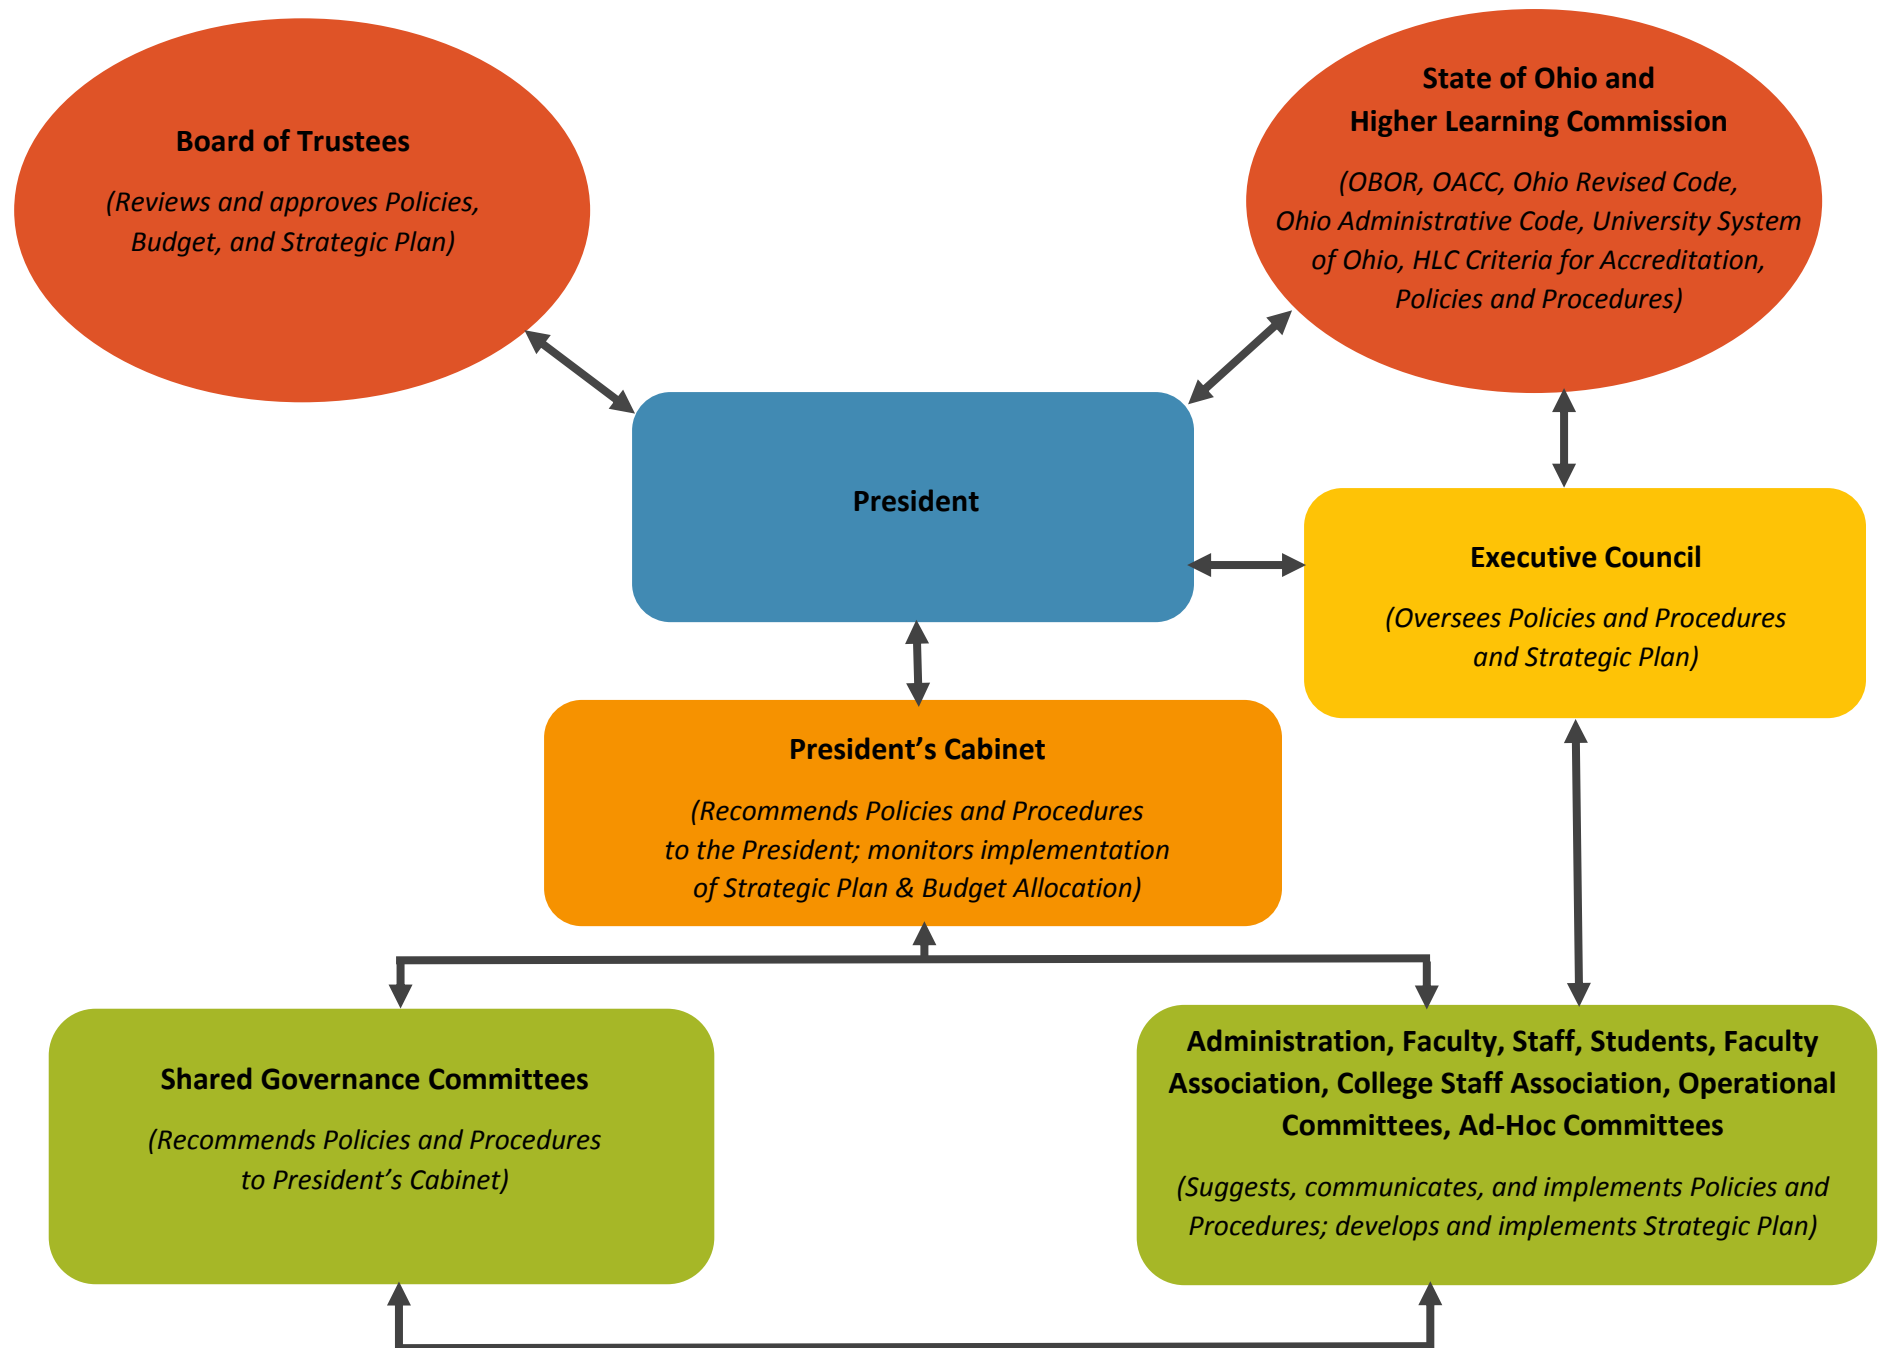 Board of Trustees
(Reviews and approves Policies,
Budget, and Strategic Plan)
State of Ohio and
Higher Learning Commission
(OBOR, OACC, Ohio Revised Code,
Ohio Administrative Code, University System
of Ohio, HLC Criteria for Accreditation,
Policies and Procedures)
President
Executive Council
(Oversees Policies and Procedures
and Strategic Plan)
President’s Cabinet
(Recommends Policies and Procedures
to the President; monitors implementation
of Strategic Plan & Budget Allocation)
Shared Governance Committees
(Recommends Policies and Procedures
to President’s Cabinet)
Administration, Faculty, Staff, Students, Faculty
Association, College Staff Association, Operational
Committees, Ad-Hoc Committees
(Suggests, communicates, and implements Policies and
Procedures; develops and implements Strategic Plan)